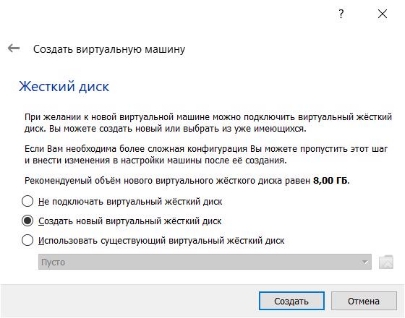 ?
Создать виртуальную машину
Жесткий диск
При желании к новой виртуальной машине можно подключить виртуальный жёсткий
диск. Вы можете создать новый или выбрать из уже имеющихся.
Если Вам необходима более сложная конфигурация Вы можете пропустить этот шаг
и внести изменения в настройки машины после её создания.
Рекомендуемый объём нового виртуального жёсткого диска равен 8,00 ГБ.
Не подключать виртуальный жёсткий диск
Создать новый виртуальный жёсткий диск
Использовать существующий виртуальный жёсткий диск
Пусто
Создать
Отмена